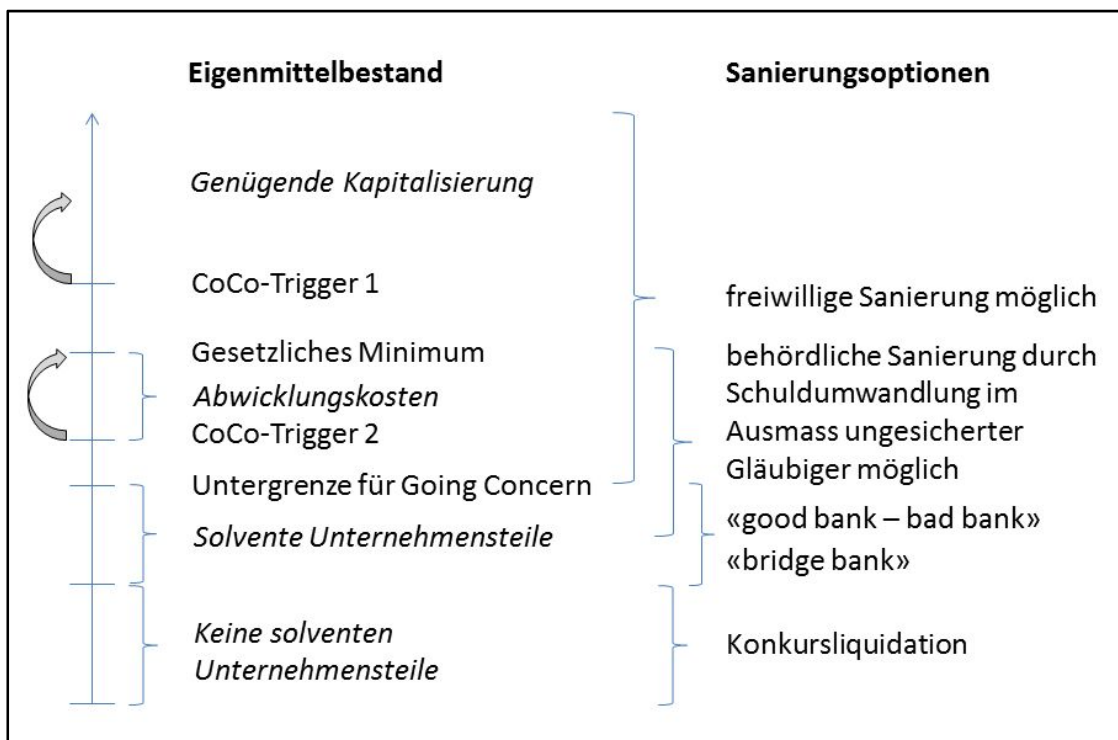 Eigenmittelbestand
Sanierungsoptionen
Genügende Kapitalisierung
CoCo-Trigger 1
freiwillige Sanierung möglich
Gesetzliches Minimum
Abwicklungskosten
CoCo-Trigger 2
behördliche Sanierung durch
Schuldumwandlung im
Ausmass ungesicherter
Gläubiger möglich
Untergrenze für Going Concern
Solvente Unternehmensteile
«good bank – bad bank»
«bridge bank»
Keine solventen
Unternehmensteile
Konkursliquidation